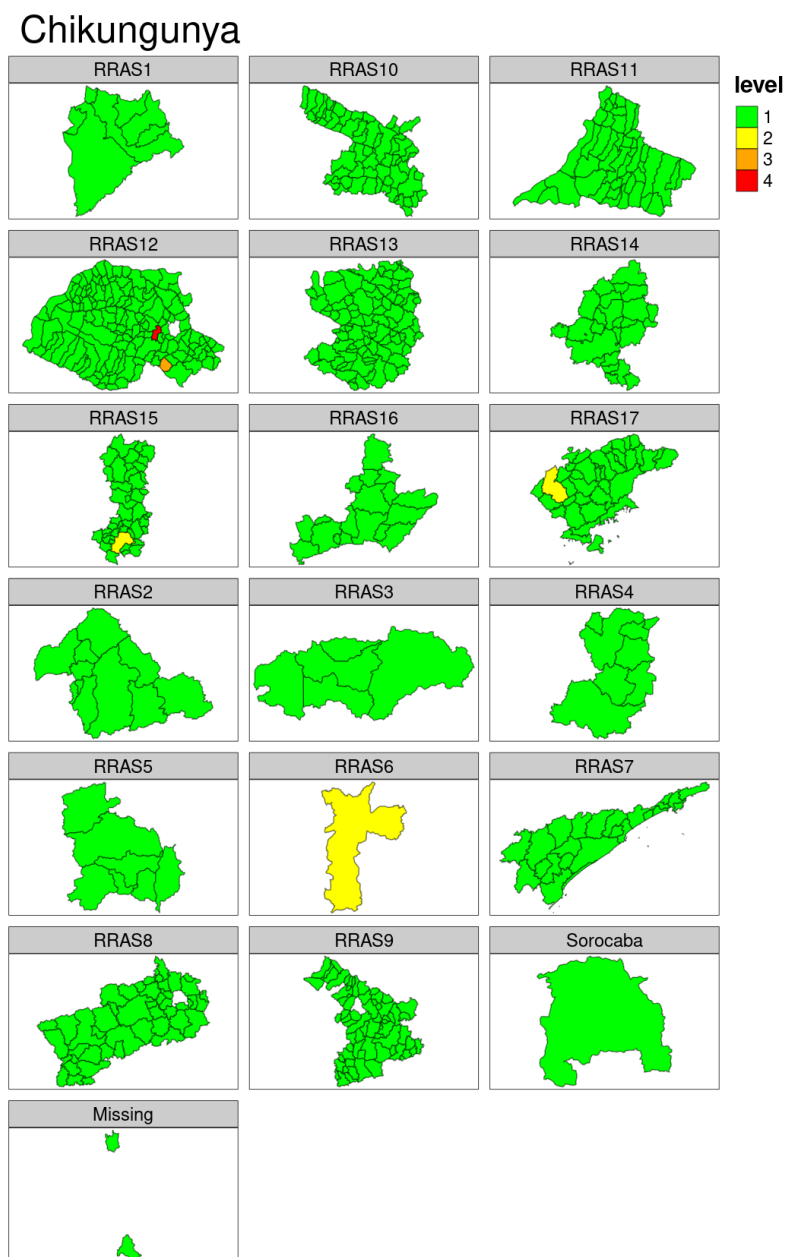 Chikungunya
RRAS1
RRAS10
RRAS11
level
1
2
3
4
RRAS12
RRAS13
RRAS14
RRAS15
RRAS16
RRAS17
RRAS2
RRAS3
RRAS4
RRAS5
RRAS6
RRAS7
RRAS8
RRAS9
Sorocaba
Missing